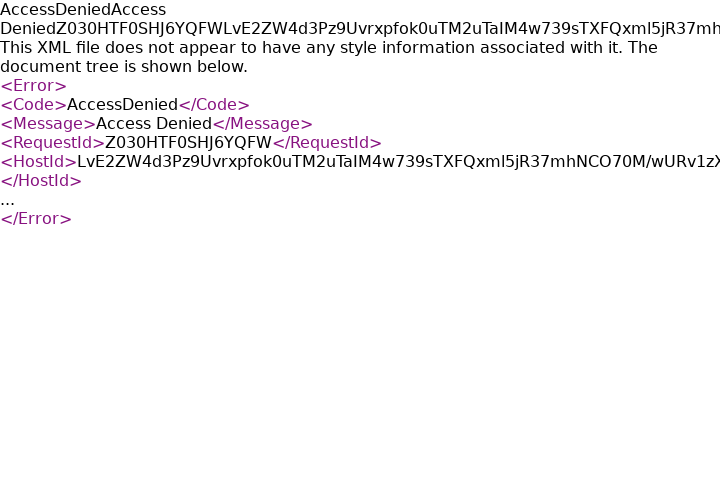 AccessDeniedAccess
DeniedZ030HTF0SHJ6YQFWLvE2ZW4d3Pz9Uvrxpfok0uTM2uTaIM4w739sTXFQxml5jR37mh
This XML file does not appear to have any style information associated with it. The
document tree is shown below.
<Error>
<Code>AccessDenied</Code>
<Message>Access Denied</Message>
<RequestId>Z030HTF0SHJ6YQFW</RequestId>
<HostId>LvE2ZW4d3Pz9Uvrxpfok0uTM2uTaIM4w739sTXFQxml5jR37mhNCO70M/wURv1zX
</HostId>
...
</Error>